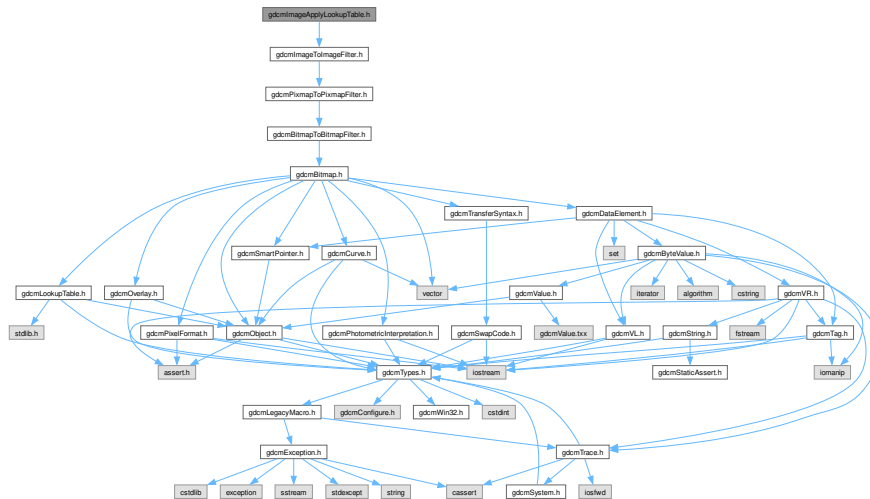 gdcmImageApplyLookupTable.h
gdcmImageToImageFilter.h
gdcmPixmapToPixmapFilter.h
gdcmBitmapToBitmapFilter.h
gdcmBitmap.h
gdcmTransferSyntax.h
gdcmDataElement.h
gdcmSmartPointer.h
gdcmCurve.h
set
gdcmByteValue.h
gdcmLookupTable.h
gdcmOverlay.h
vector
gdcmValue.h
iterator
algorithm
cstring
gdcmVR.h
stdlib.h
gdcmPixelFormat.h
gdcmObject.h
gdcmPhotometricInterpretation.h
gdcmSwapCode.h
gdcmValue.txx
gdcmVL.h
gdcmString.h
fstream
gdcmTag.h
assert.h
gdcmTypes.h
iostream
gdcmStaticAssert.h
iomanip
gdcmLegacyMacro.h
gdcmConfigure.h
gdcmWin32.h
cstdint
gdcmException.h
gdcmTrace.h
cstdlib
exception
sstream
stdexcept
string
cassert
gdcmSystem.h
iosfwd